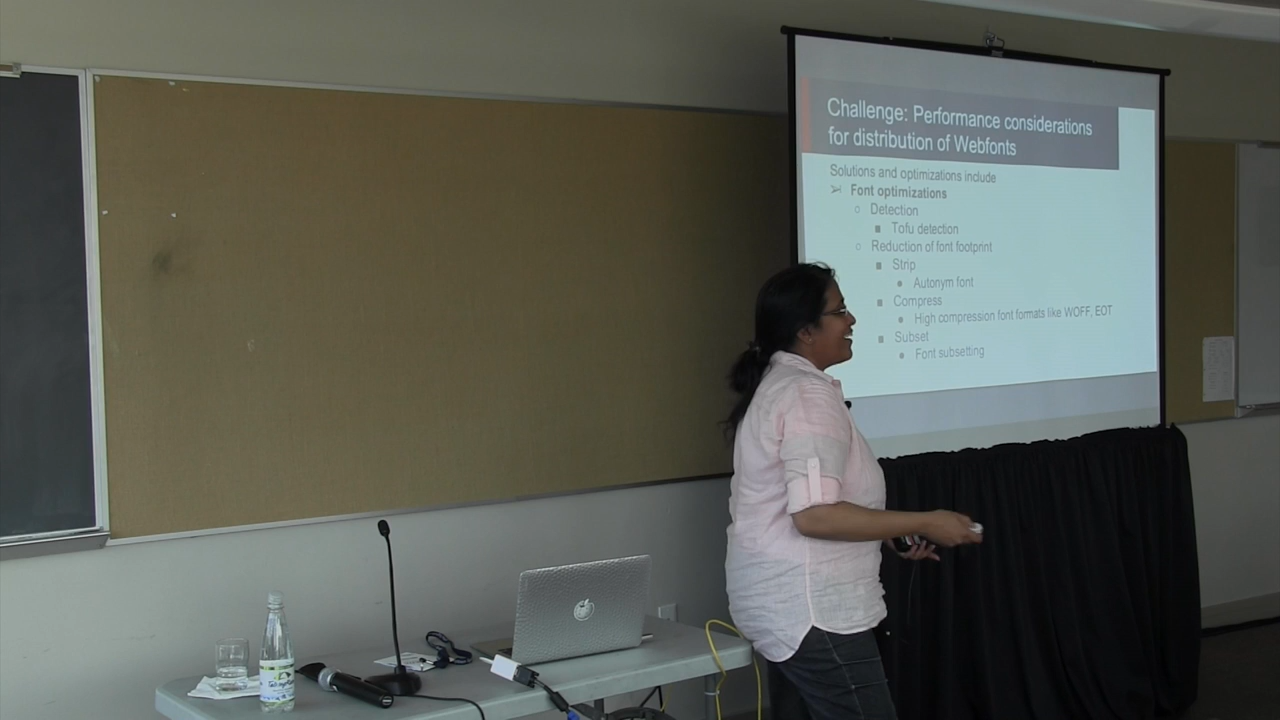 Challenge: Performance considerations
for distribution of Webfonts
Solutions and optimizations include
➢ Font optimizations
○ Detection
■ Tofu detection
○ Reduction of font footprint
■ Strip
● Autonym font
■ Compress
● High compression font formats like WOFF, EOT
■ Subset
● Font subsetting